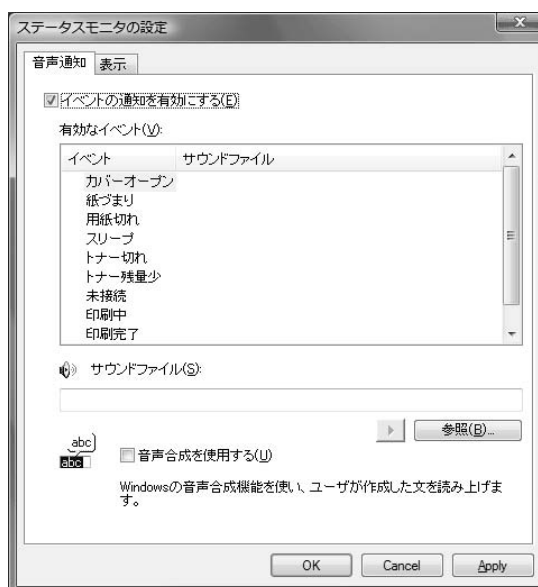 ステータスモニタの設定
音声通知 表示
イベントの通知を有効にする(E)
有効なイベント(V):
イベント サウンドファイル
カバーオープン
紙づまり
用紙切れ
スリープ
トナー切れ
トナー残量少
未接続
印刷中
印刷完了
サウンドファイル(S):
参照(B)...
abc
abc
音声合成を使用する(U)
Windowsの音声合成機能を使い、ユーザが作成した文を読み上げま
す。
OK Cancel Apply